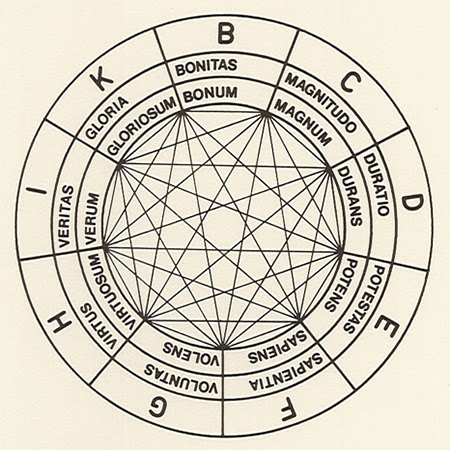 B
BONITAS
BONUM
C
MAGNITUDO
MAGNUM
D
DURATIO
DURANS
E
POTESTAS
POTENS
F
SAPIENTIA
SAPIENS
G
VOLUNTAS
VOLENS
H
VIRTUS
VIRTUOSUM
I
VERITAS
VERUM
K
GLORIA
GLORIOSUM